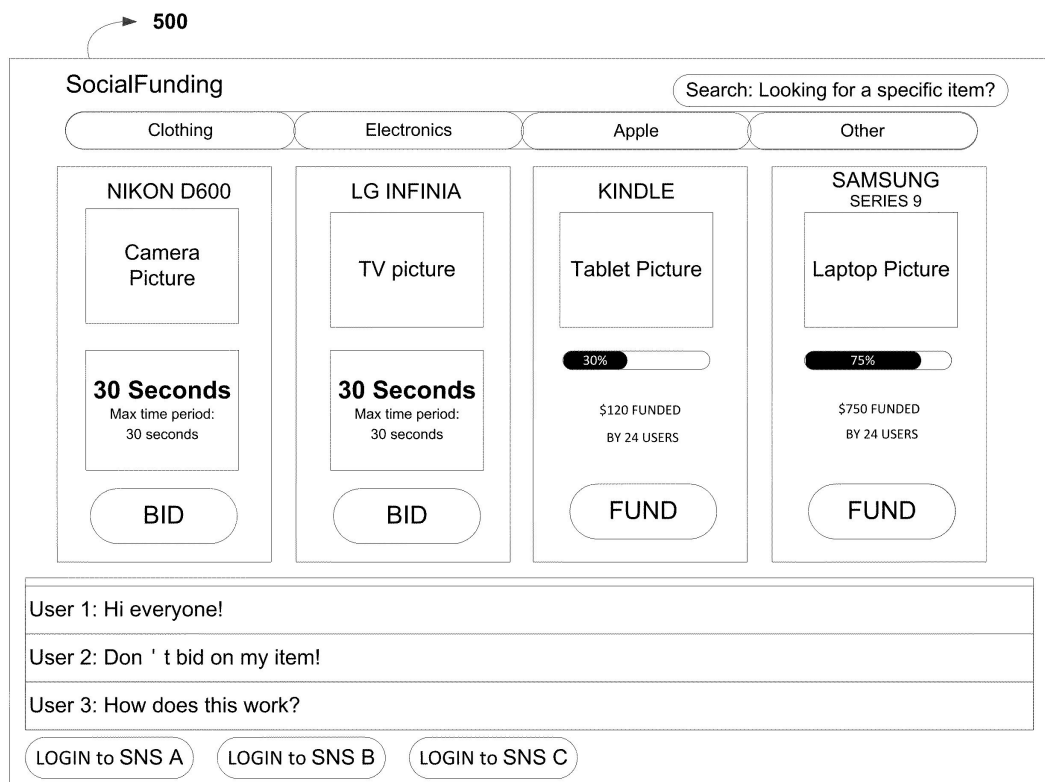 500
SocialFunding
Search: Looking for a specific item?
Clothing
Electronics
Apple
Other
NIKON D600
Camera
Picture
30 Seconds
Max time period:
30 seconds
BID
LG INFINIA
TV picture
30 Seconds
Max time period:
30 seconds
BID
KINDLE
Tablet Picture
30%
$120 FUNDED
BY 24 USERS
FUND
SAMSUNG
SERIES 9
Laptop Picture
75%
$750 FUNDED
BY 24 USERS
FUND
User 1: Hi everyone!
User 2: Don ' t bid on my item!
User 3: How does this work?
LOGIN to SNS A
LOGIN to SNS B
LOGIN to SNS C